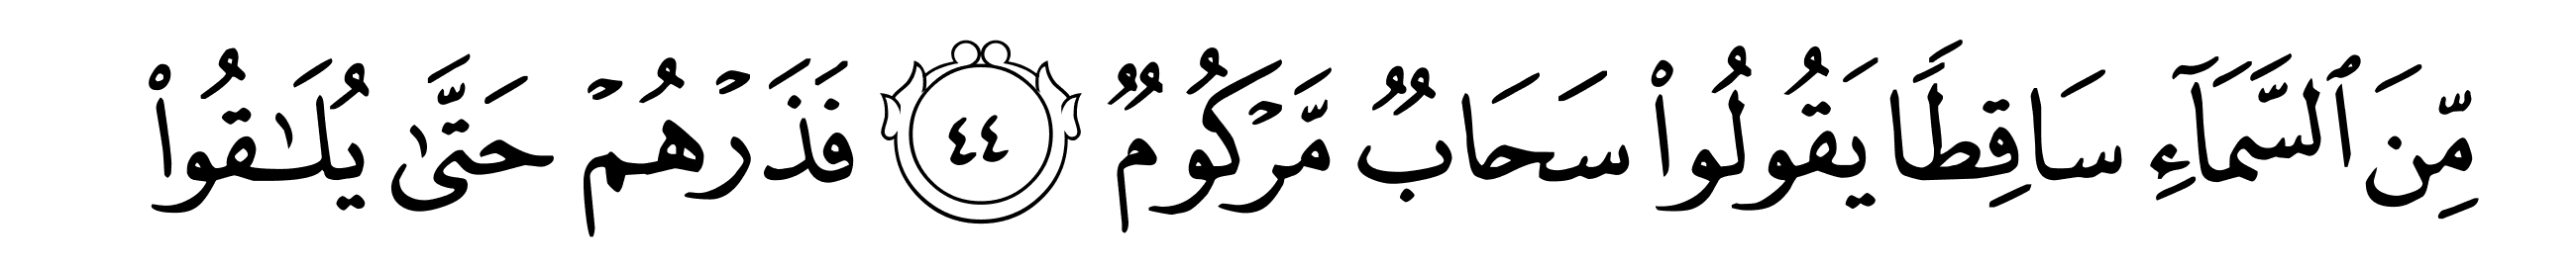 مِّنَ ٱلسَّمَآءِ سَاقِطًا يَقُولُوا۟ سَحَابٌ مَّرْكُومٌ ٤٤ فَذَرْهُمْ حَتَّىٰ يُلَـٰقُوا۟